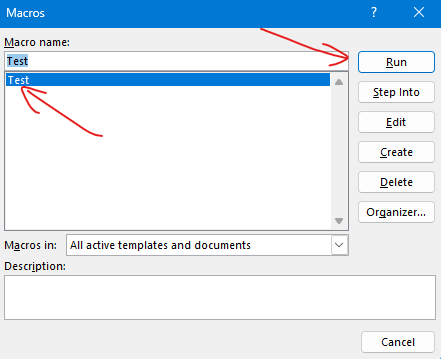 Macros
?
Macro name:
Test
Test
Run
Step Into
Edit
Create
Delete
Organizer...
Macros in:
All active templates and documents
Description:
Cancel